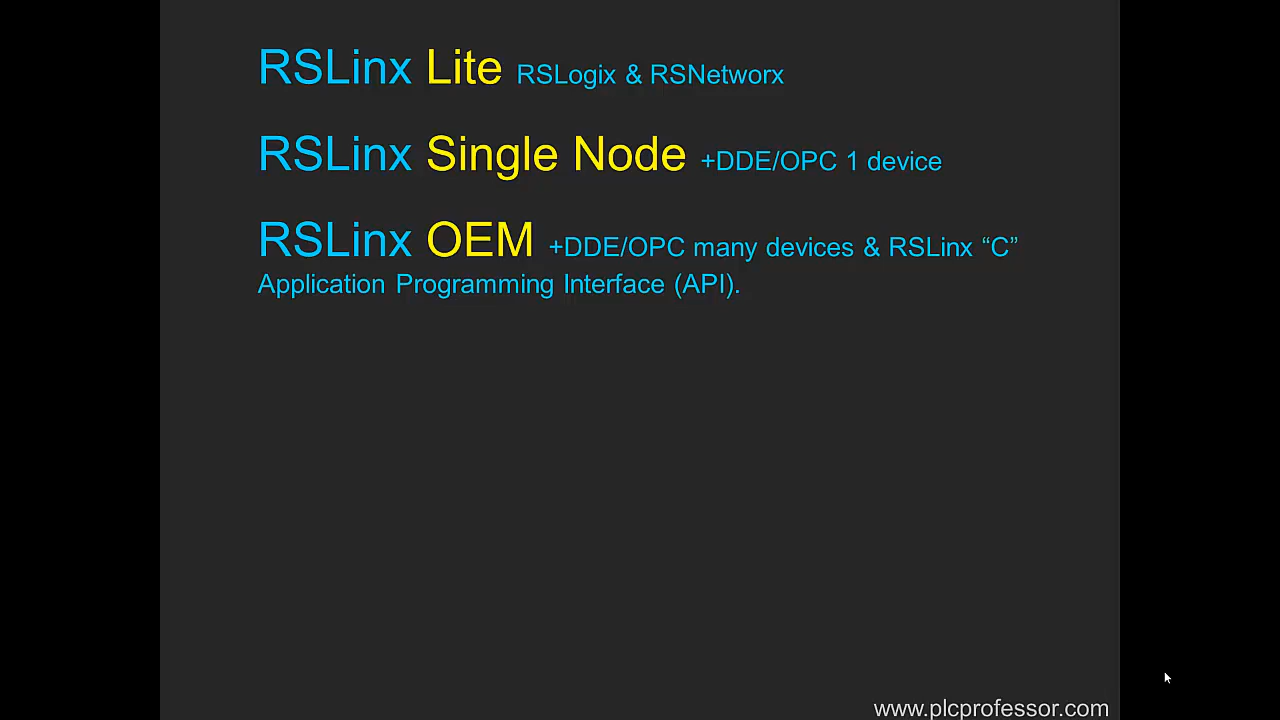 RSLinx Lite RSLogix & RSNetworx
RSLinx Single Node +DDE/OPC 1 device
RSLinx OEM +DDE/OPC many devices & RSLinx “C”
Application Programming Interface (API).
www.plcprofessor.com